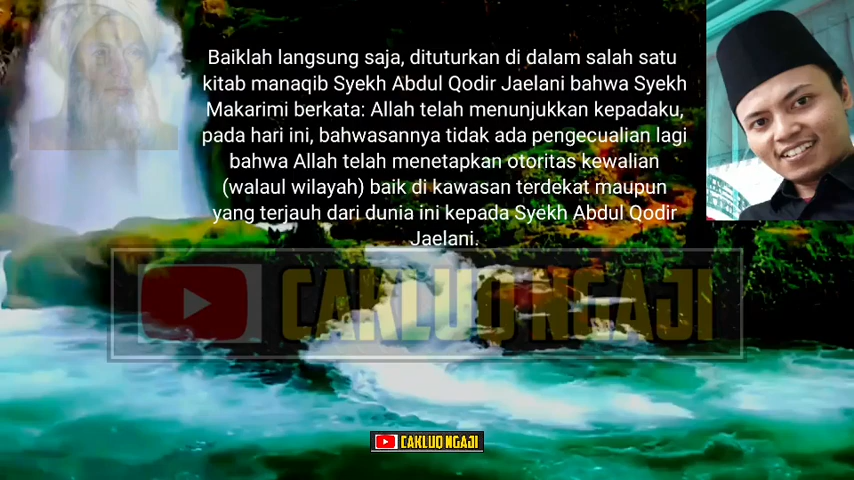 Baiklah langsung saja, dituturkan di dalam salah satu
kitab manaqib Syekh Abdul Qodir Jaelani bahwa Syekh
Makarimi berkata: Allah telah menunjukkan kepadaku,
pada hari ini, bahwasannya tidak ada pengecualian lagi
bahwa Allah telah menetapkan otoritas kewalian
(walaul wilayah) baik di kawasan terdekat maupun
yang terjauh dari dunia ini kepada Syekh Abdul Qodir
Jaelani.
CAKLUQ NGAJI
CAKLUQ NGAJI